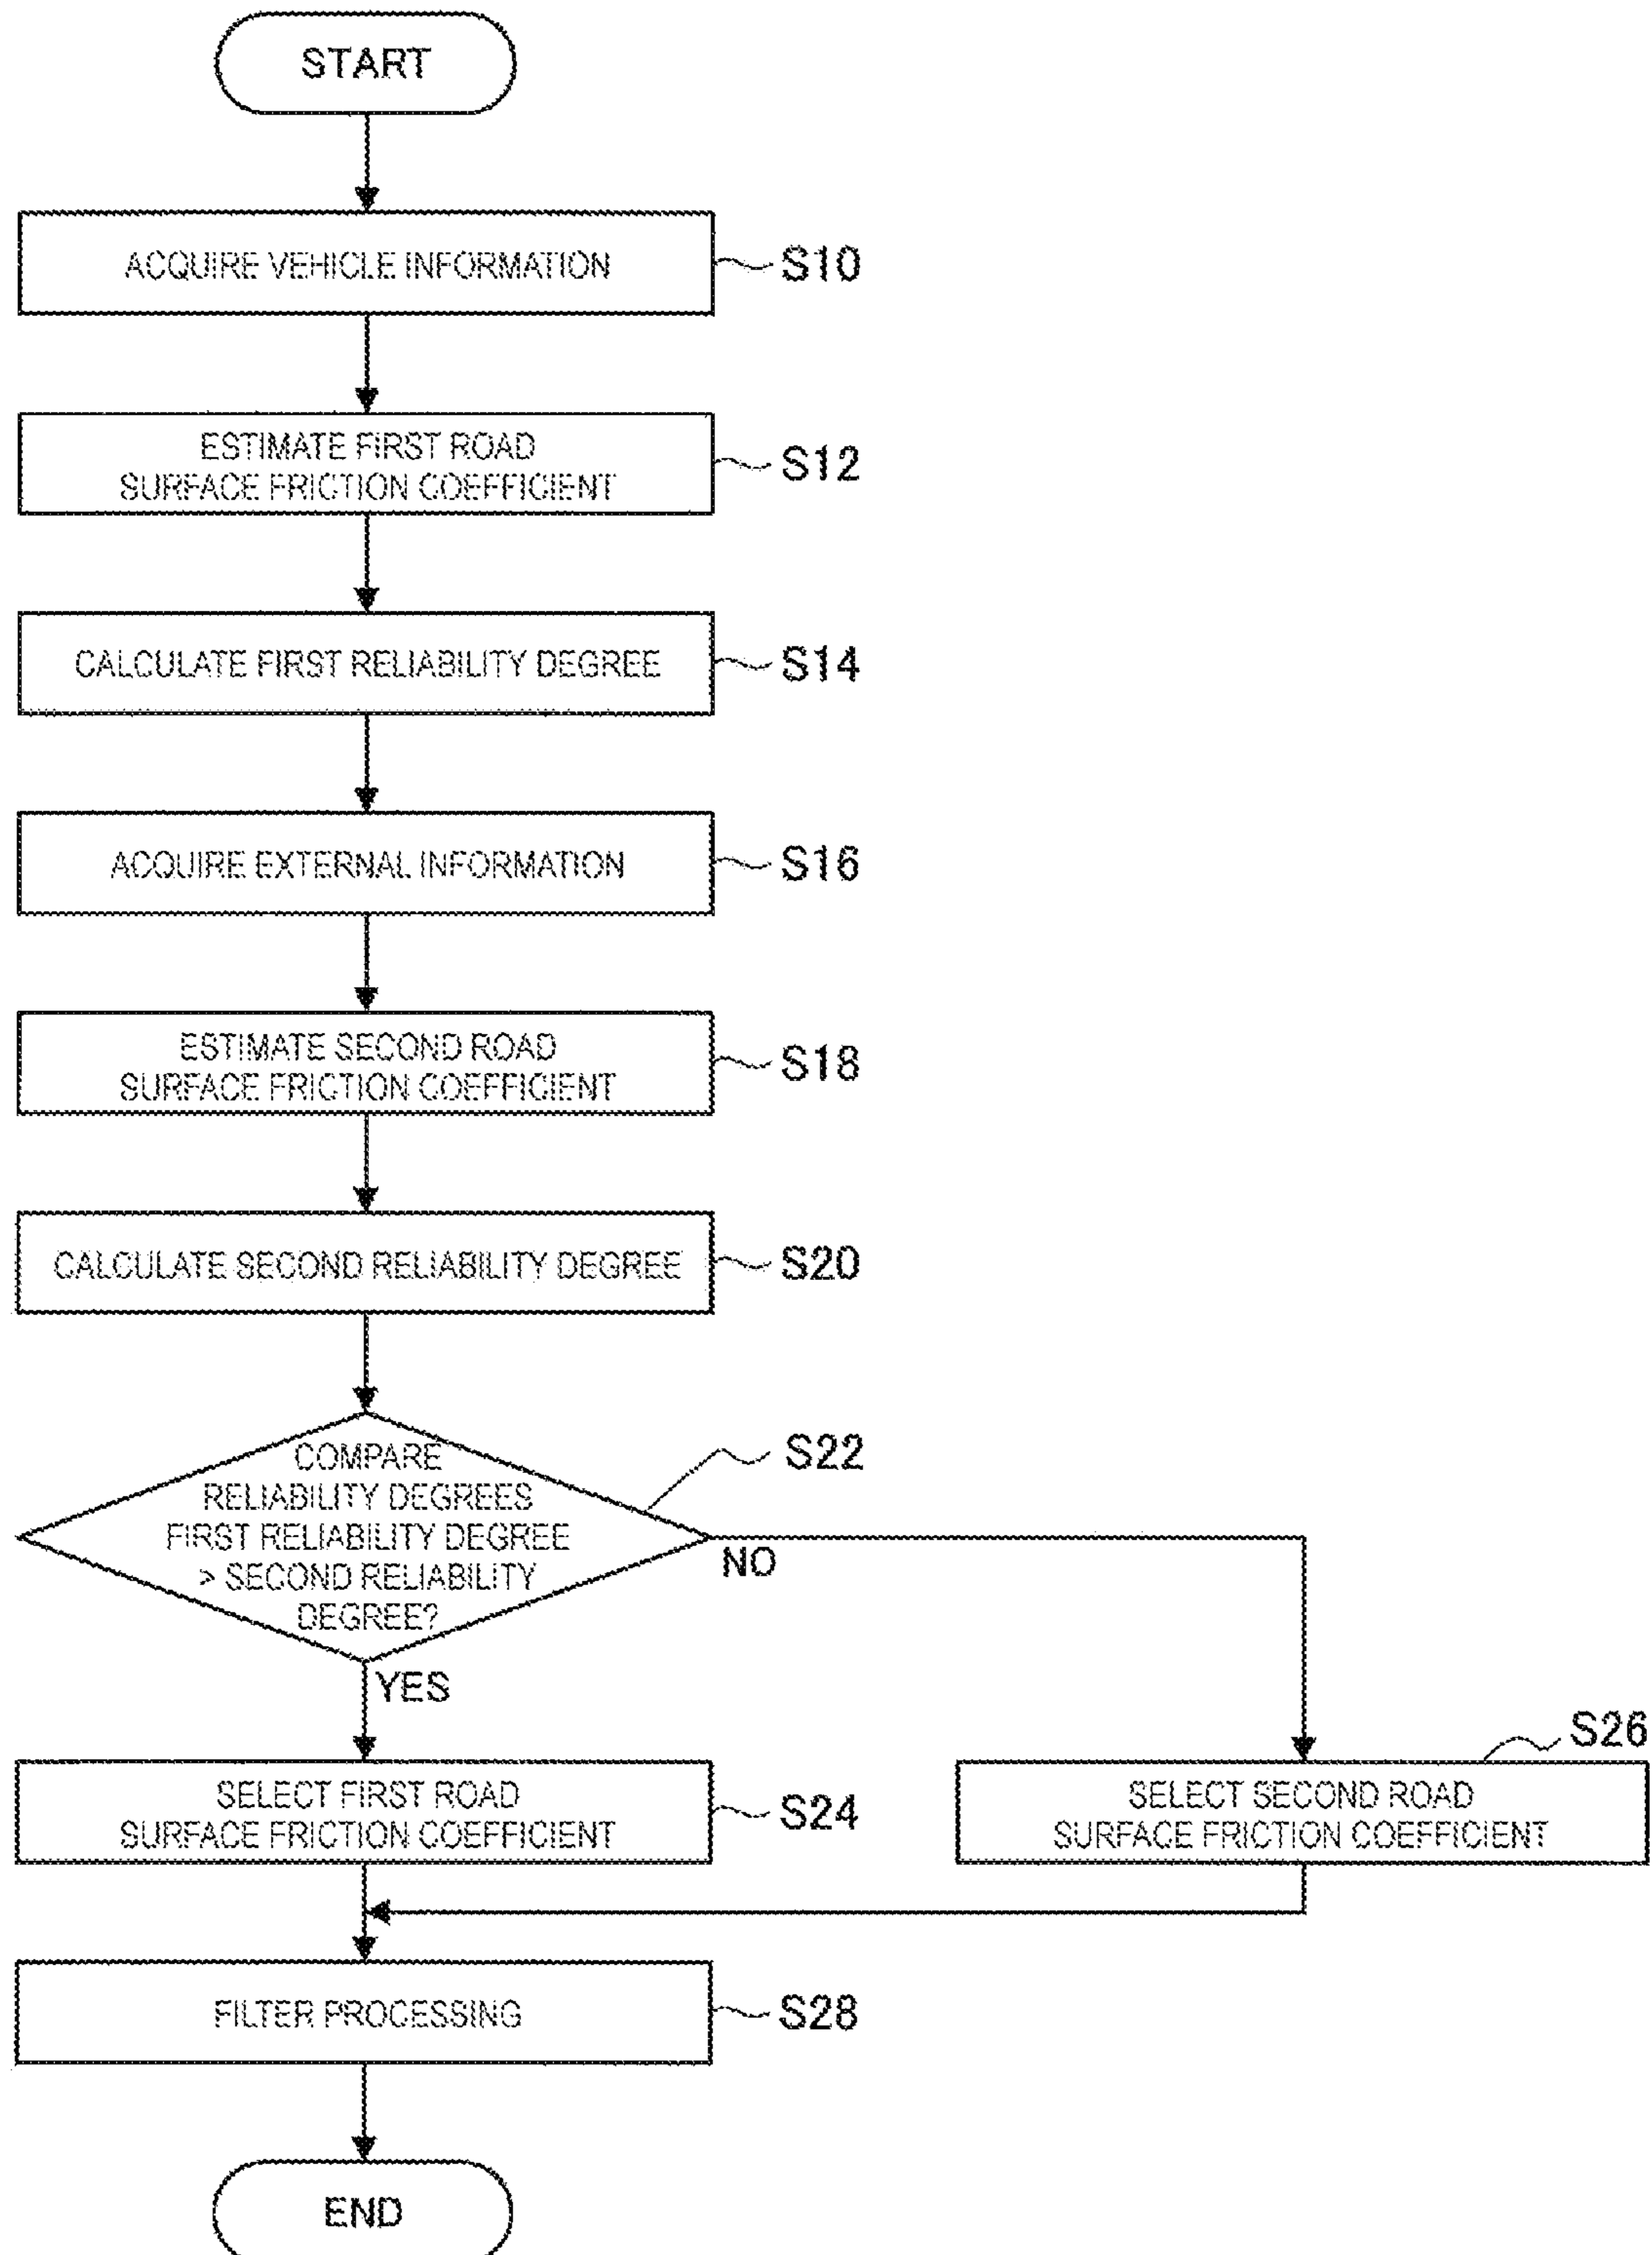 START
ACQUIRE VEHICLE INFORMATION
S10
ESTIMATE FIRST ROAD
SURFACE FRICTION COEFFICIENT
S12
CALCULATE FIRST RELIABILITY DEGREE
S14
ACQUIRE EXTERNAL INFORMATION
S16
ESTIMATE SECOND ROAD
SURFACE FRICTION COEFFICIENT
S18
CALCULATE SECOND RELIABILITY DEGREE
S20
COMPARE
RELIABILITY DEGREES
FIRST RELIABILITY DEGREE
> SECOND RELIABILITY
DEGREE?
S22
NO
YES
SELECT FIRST ROAD
SURFACE FRICTION COEFFICIENT
S24
S26
SELECT SECOND ROAD
SURFACE FRICTION COEFFICIENT
FILTER PROCESSING
S28
END